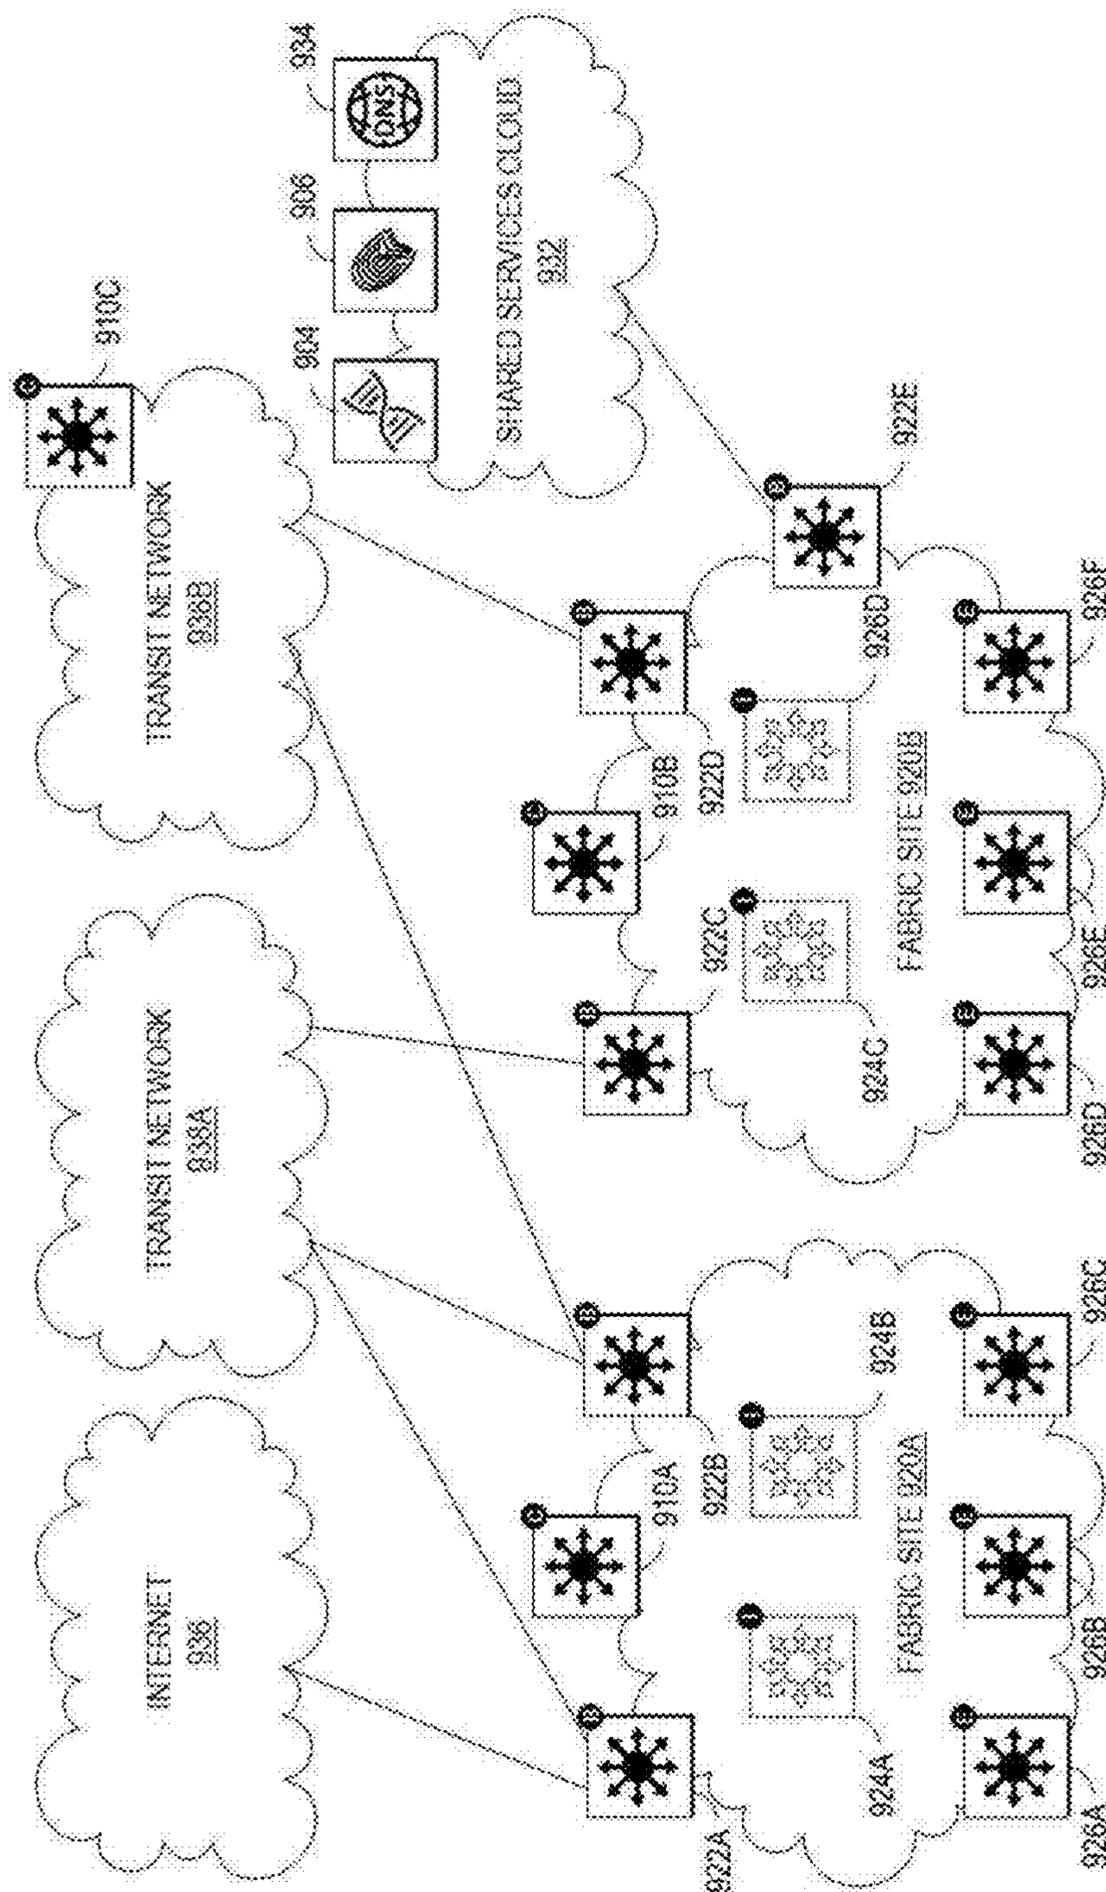 INTERNET
936
TRANSIT NETWORK
938A
TRANSIT NETWORK
938B
910C
904
906
934
DNS
SHARED SERVICES CLOUD
932
922A
910A
922B
924A
924B
FABRIC SITE 920A
926A
926B
926C
922C
910B
922D
924C
926D
922E
FABRIC SITE 920B
926D
926E
926F